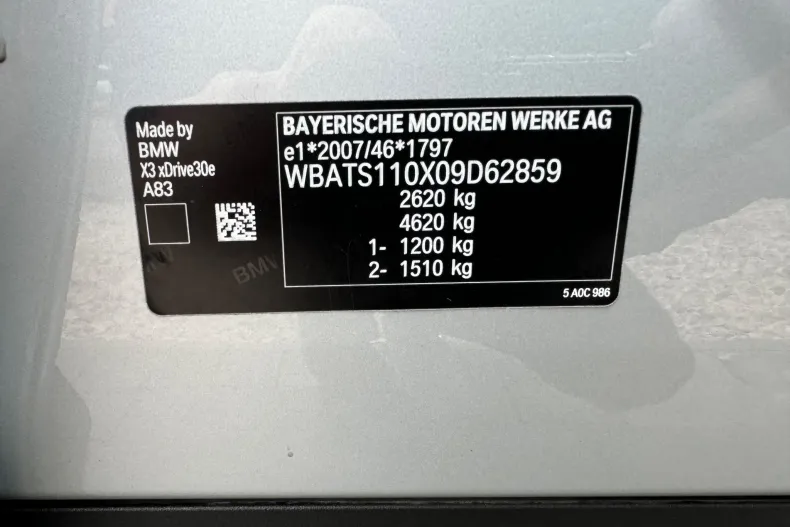 Made by
BMW
X3 xDrive30e
A83
BAYERISCHE MOTOREN WERKE AG
e1*2007/46*1797
WBATS110X09D62859
2620 kg
4620 kg
1- 1200 kg
2- 1510 kg
5 A0C 986
BMW